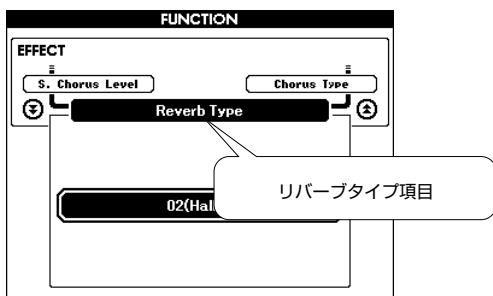 FUNCTION
EFFECT
S. Chorus Level
Chorus Type
Reverb Type
リバーブタイプ項目
02(Hal